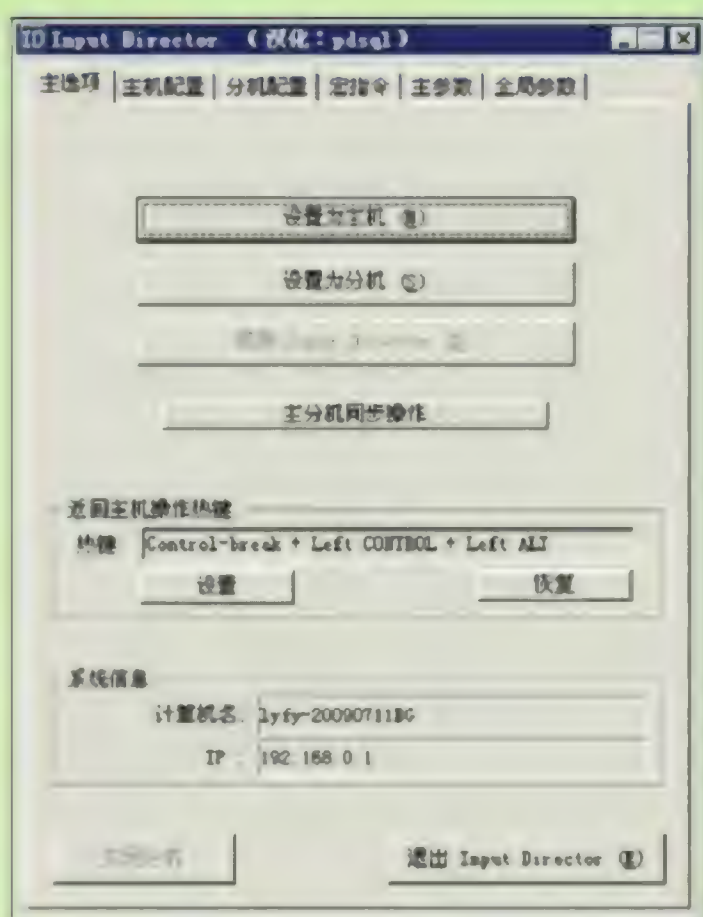 ID Input Director （汉化：pdsql）
主选项 主机配置 分机配置 宏指令 主参数 全局参数
设置为主机 (M)
设置为分机 (S)
主分机同步操作
返回主机操作热键
热键 Control-break + Left CONTROL + Left ALT
设置 恢复
系统信息
计算机名. lyfy-20090711BG
IP . 192.168.0.1
退出 Input Director (E)